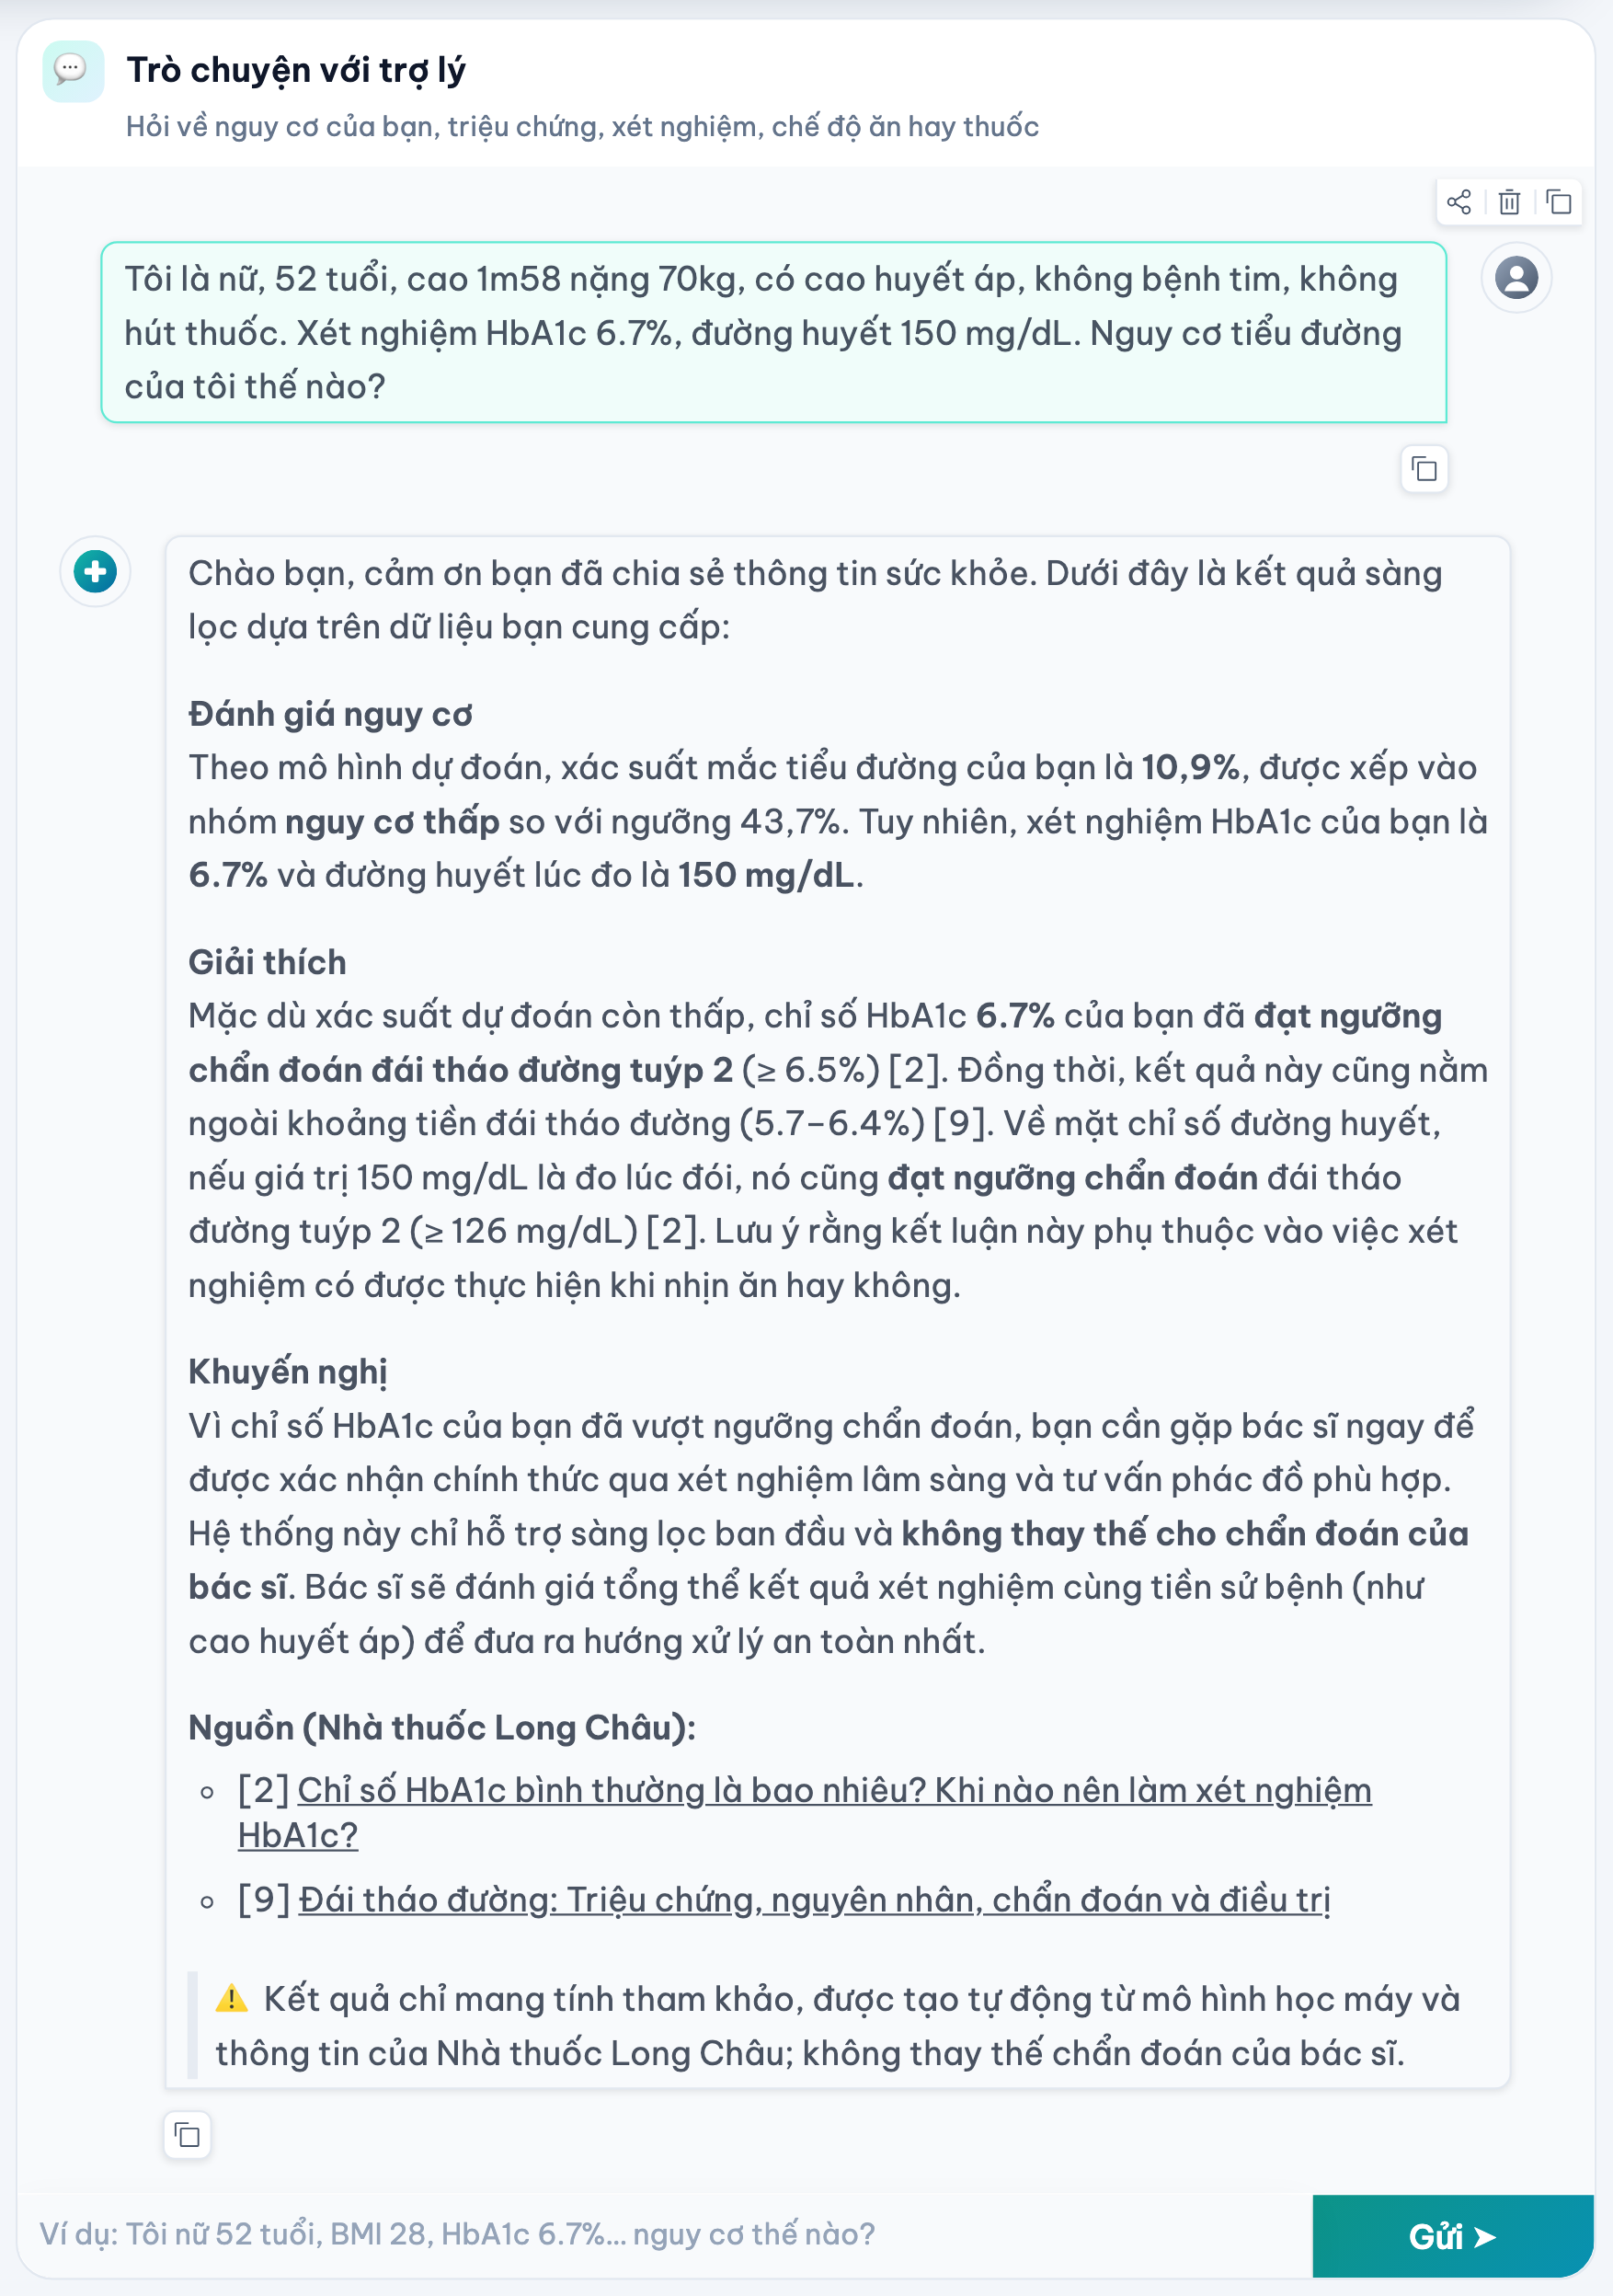 Trò chuyện với trợ lý
Hỏi về nguy cơ của bạn, triệu chứng, xét nghiệm, chế độ ăn hay thuốc
Tôi là nữ, 52 tuổi, cao 1m58 nặng 70kg, có cao huyết áp, không bệnh tim, không
hút thuốc. Xét nghiệm HbA1c 6.7%, đường huyết 150 mg/dL. Nguy cơ tiểu đường
của tôi thế nào?
Chào bạn, cảm ơn bạn đã chia sẻ thông tin sức khỏe. Dưới đây là kết quả sàng
lọc dựa trên dữ liệu bạn cung cấp:
Đánh giá nguy cơ
Theo mô hình dự đoán, xác suất mắc tiểu đường của bạn là 10,9%, được xếp vào
nhóm nguy cơ thấp so với ngưỡng 43,7%. Tuy nhiên, xét nghiệm HbA1c của bạn là
6.7% và đường huyết lúc đo là 150 mg/dL.
Giải thích
Mặc dù xác suất dự đoán còn thấp, chỉ số HbA1c 6.7% của bạn đã đạt ngưỡng
chẩn đoán đái tháo đường tuýp 2 (≥ 6.5%) [2]. Đồng thời, kết quả này cũng nằm
ngoài khoảng tiền đái tháo đường (5.7–6.4%) [9]. Về mặt chỉ số đường huyết,
nếu giá trị 150 mg/dL là đo lúc đói, nó cũng đạt ngưỡng chẩn đoán đái tháo
đường tuýp 2 (≥ 126 mg/dL) [2]. Lưu ý rằng kết luận này phụ thuộc vào việc xét
nghiệm có được thực hiện khi nhịn ăn hay không.
Khuyến nghị
Vì chỉ số HbA1c của bạn đã vượt ngưỡng chẩn đoán, bạn cần gặp bác sĩ ngay để
được xác nhận chính thức qua xét nghiệm lâm sàng và tư vấn phác đồ phù hợp.
Hệ thống này chỉ hỗ trợ sàng lọc ban đầu và không thay thế cho chẩn đoán của
bác sĩ. Bác sĩ sẽ đánh giá tổng thể kết quả xét nghiệm cùng tiền sử bệnh (như
cao huyết áp) để đưa ra hướng xử lý an toàn nhất.
Nguồn (Nhà thuốc Long Châu):
[2] Chỉ số HbA1c bình thường là bao nhiêu? Khi nào nên làm xét nghiệm
HbA1c?
[9] Đái tháo đường: Triệu chứng, nguyên nhân, chẩn đoán và điều trị
⚠️ Kết quả chỉ mang tính tham khảo, được tạo tự động từ mô hình học máy và
thông tin của Nhà thuốc Long Châu; không thay thế chẩn đoán của bác sĩ.
Ví dụ: Tôi nữ 52 tuổi, BMI 28, HbA1c 6.7%... nguy cơ thế nào?
Gửi ➤